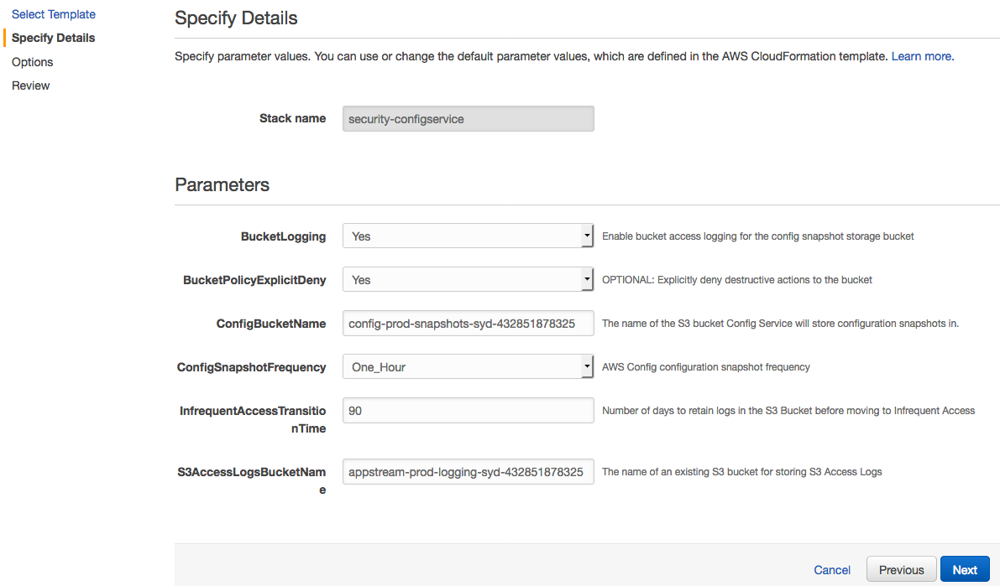 Select Template
Specify Details
Options
Review
Specify Details
Specify parameter values. You can use or change the default parameter values, which are defined in the AWS CloudFormation template. Learn more.
Stack name
security-configservice
Parameters
BucketLogging
Yes
Enable bucket access logging for the config snapshot storage bucket
BucketPolicyExplicitDeny
Yes
OPTIONAL: Explicitly deny destructive actions to the bucket
ConfigBucketName
config-prod-snapshots-syd-432851878325
The name of the S3 bucket Config Service will store configuration snapshots in.
ConfigSnapshotFrequency
One_Hour
AWS Config configuration snapshot frequency
InfrequentAccessTransitio
nTime
90
Number of days to retain logs in the S3 Bucket before moving to Infrequent Access
S3AccessLogsBucketNam
e
appstream-prod-logging-syd-432851878325
The name of an existing S3 bucket for storing S3 Access Logs
Cancel
Previous
Next